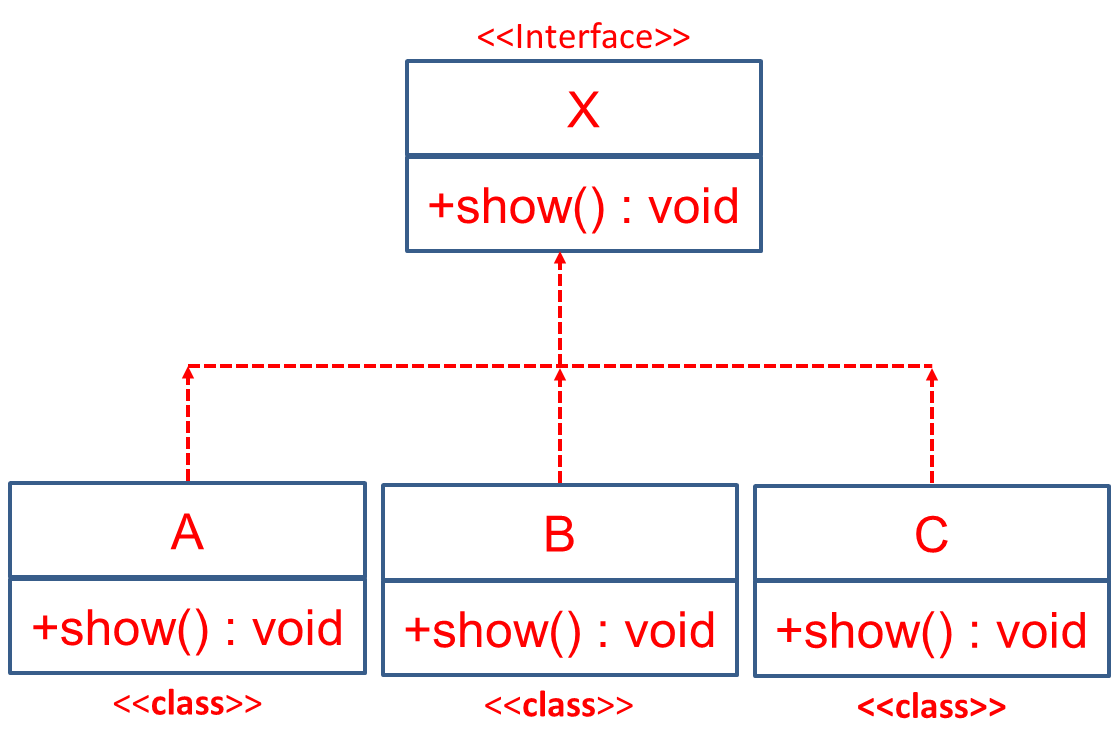 <<Interface>>
X
+show() : void
A
B
C
+show() : void
+show() : void
+show() : void
<<class>>
<<class>>
<<class>>